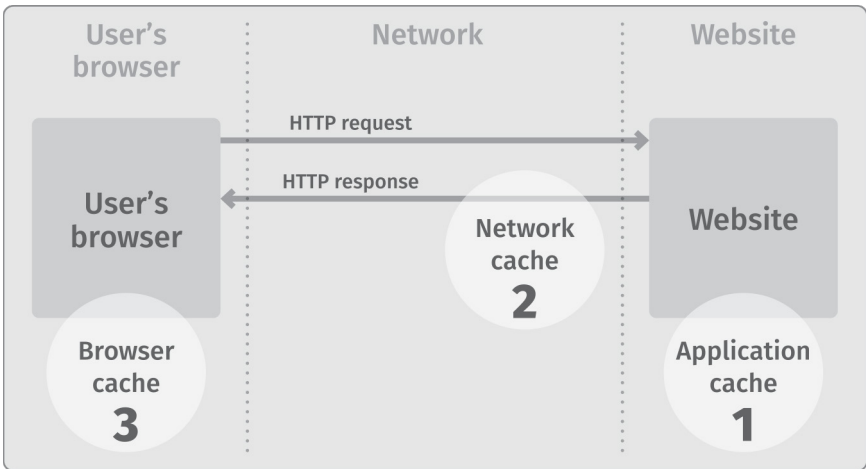 User's
browser
Network
Website
HTTP request
HTTP response
User's
browser
Website
Network
cache
2
Browser
cache
3
Application
cache
1